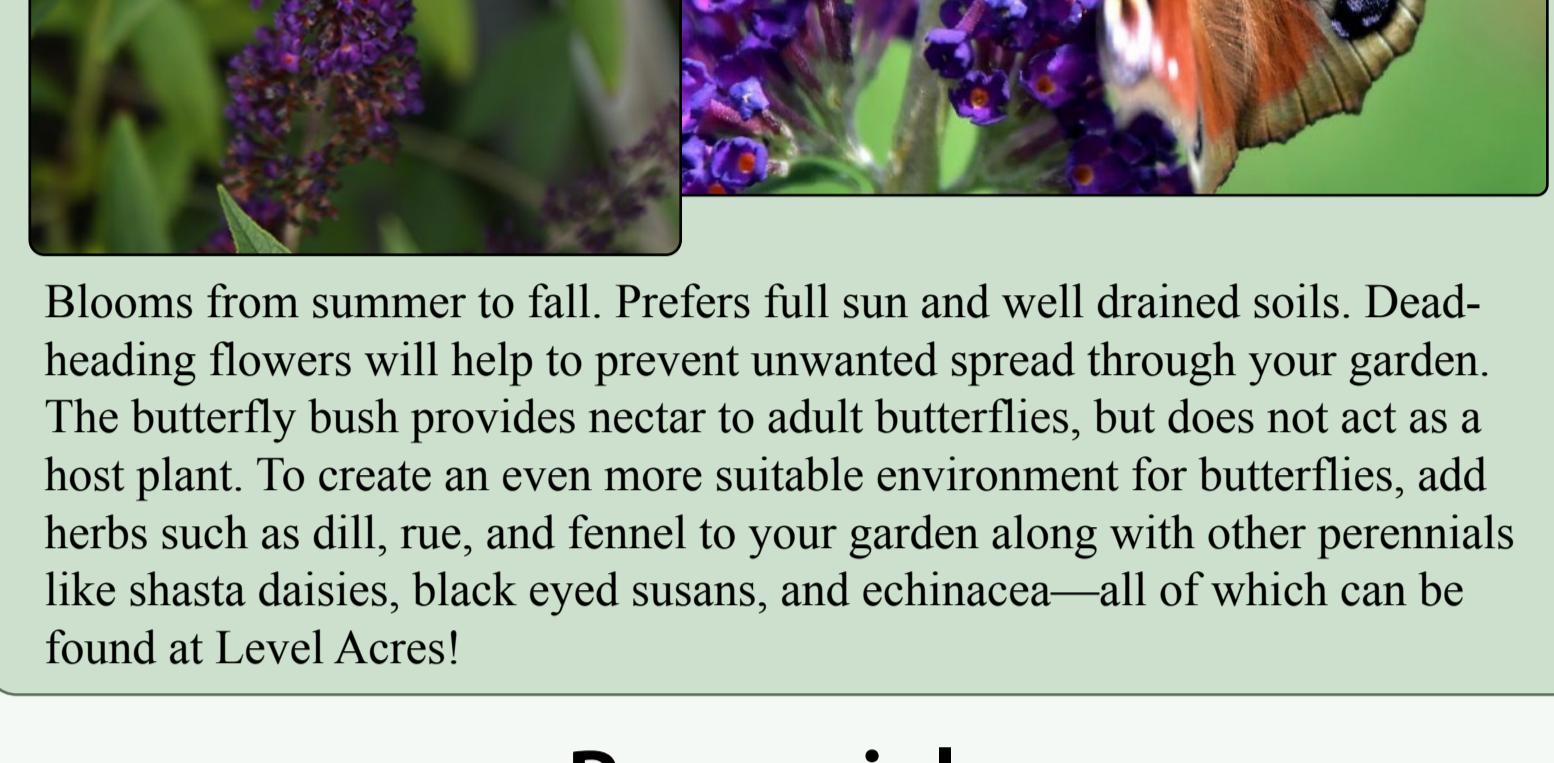 Blooms from summer to fall. Prefers full sun and well drained soils. Dead-
heading flowers will help to prevent unwanted spread through your garden.
The butterfly bush provides nectar to adult butterflies, but does not act as a
host plant. To create an even more suitable environment for butterflies, add
herbs such as dill, rue, and fennel to your garden along with other perennials
like shasta daisies, black eyed susans, and echinacea—all of which can be
found at Level Acres!